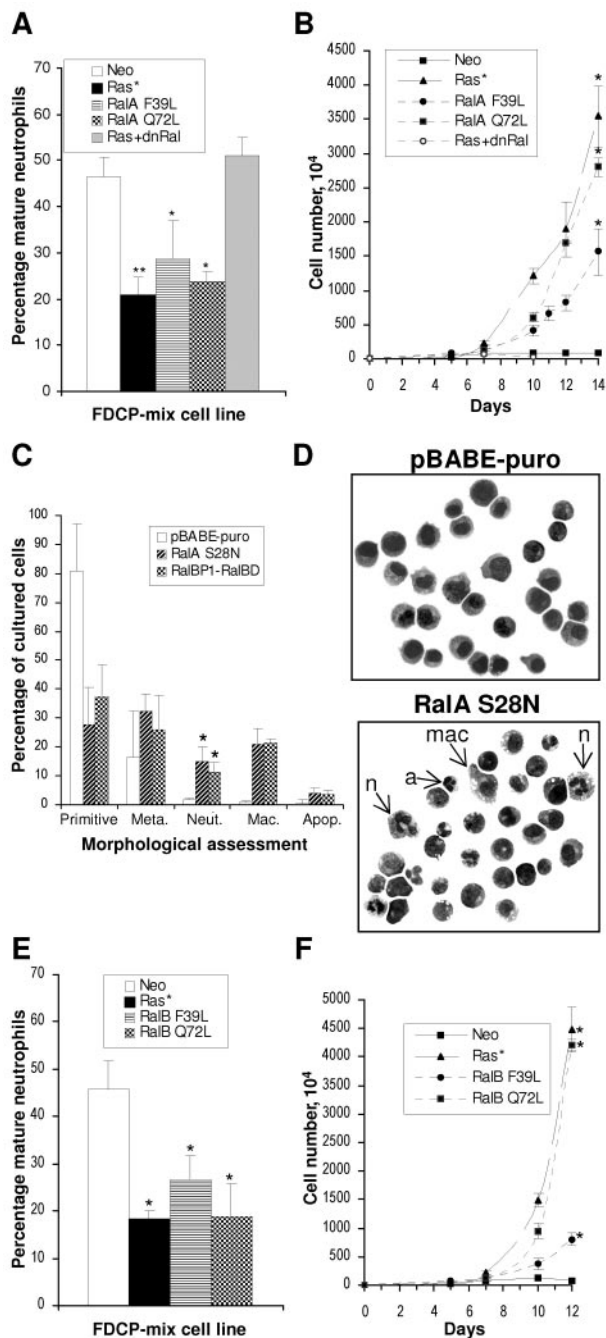 A
Percentage mature neutrophils
70
60
50
40
30
20
10
0
Neo
Ras*
RalA F39L
RalA Q72L
Ras+dnRal
**
*
*
FDCP-mix cell line
B
Cell number, 10⁴
4500
4000
3500
3000
2500
2000
1500
1000
500
0
Neo
Ras*
RalA F39L
RalA Q72L
Ras+dnRal
*
*
*
0 2 4 6 8 10 12 14
Days
C
Percentage of cultured cells
100
90
80
70
60
50
40
30
20
10
0
pBABE-puro
RalA S28N
RalBP1-RalBD
*
*
Primitive Meta. Neut. Mac. Apop.
Morphological assessment
D
pBABE-puro
RalA S28N
mac
n
a
n
E
Percentage mature neutrophils
70
60
50
40
30
20
10
0
Neo
Ras*
RalB F39L
RalB Q72L
*
*
*
FDCP-mix cell line
F
Cell number, 10⁴
5000
4500
4000
3500
3000
2500
2000
1500
1000
500
0
Neo
Ras*
RalB F39L
RalB Q72L
*
*
*
0 2 4 6 8 10 12
Days